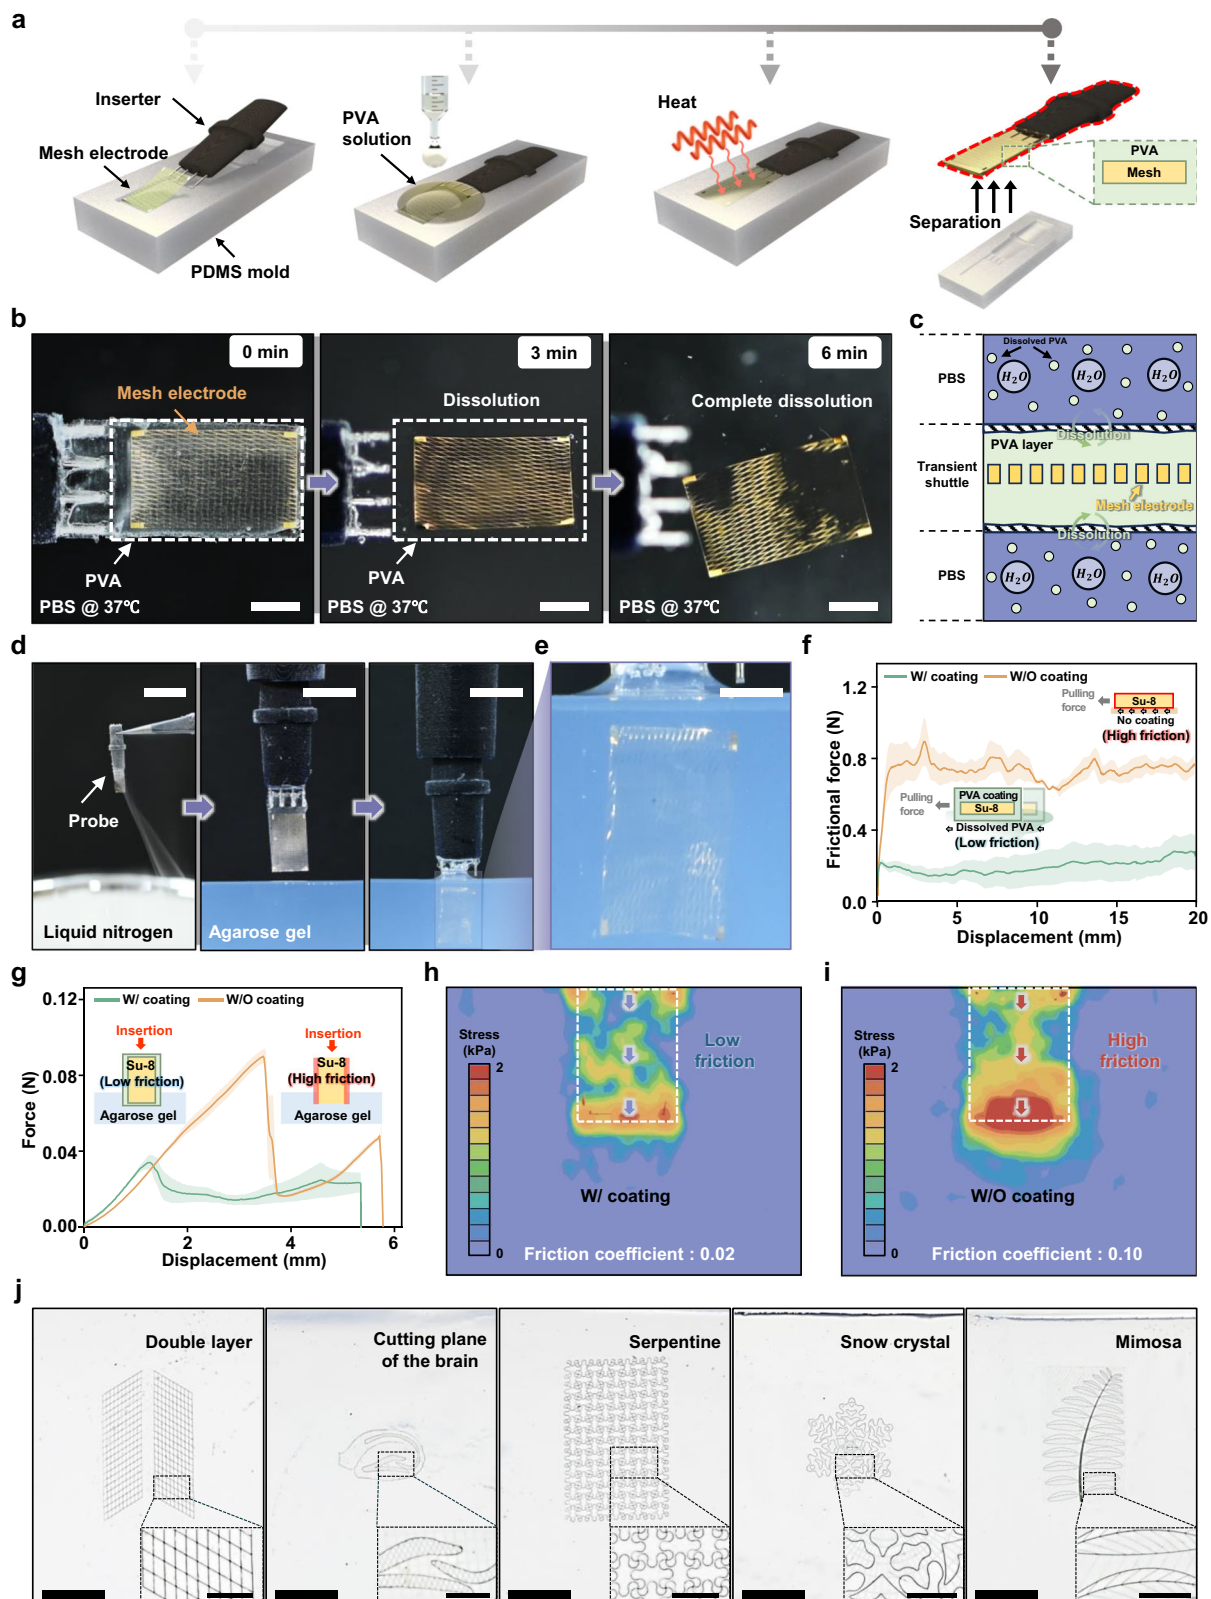 a
Inserter
Mesh electrode
PDMS mold
PVA
solution
Heat
Separation
PVA
Mesh
b
0 min
Mesh electrode
PVA
PBS @ 37℃
3 min
Dissolution
PVA
PBS @ 37℃
6 min
Complete dissolution
PBS @ 37℃
c
Dissolved PVA
PBS
H₂O
H₂O
H₂O
Dissolution
PVA layer
Transient
shuttle
Mesh electrode
Dissolution
PBS
H₂O
H₂O
H₂O
d
Probe
Liquid nitrogen
Agarose gel
e
f
W/ coating
W/O coating
Frictional force (N)
1.2
0.8
0.4
0.0
0
5
10
15
20
Displacement (mm)
Pulling
force
Su-8
No coating
(High friction)
Pulling
force
PVA coating
Su-8
Dissolved PVA
(Low friction)
g
W/ coating
W/O coating
Force (N)
0.12
0.08
0.04
0.00
0
2
4
6
Displacement (mm)
Insertion
Su-8
(Low friction)
Agarose gel
Insertion
Su-8
(High friction)
Agarose gel
h
Stress
(kPa)
2
0
Low
friction
W/ coating
Friction coefficient : 0.02
i
Stress
(kPa)
2
0
High
friction
W/O coating
Friction coefficient : 0.10
j
Double layer
Cutting plane
of the brain
Serpentine
Snow crystal
Mimosa